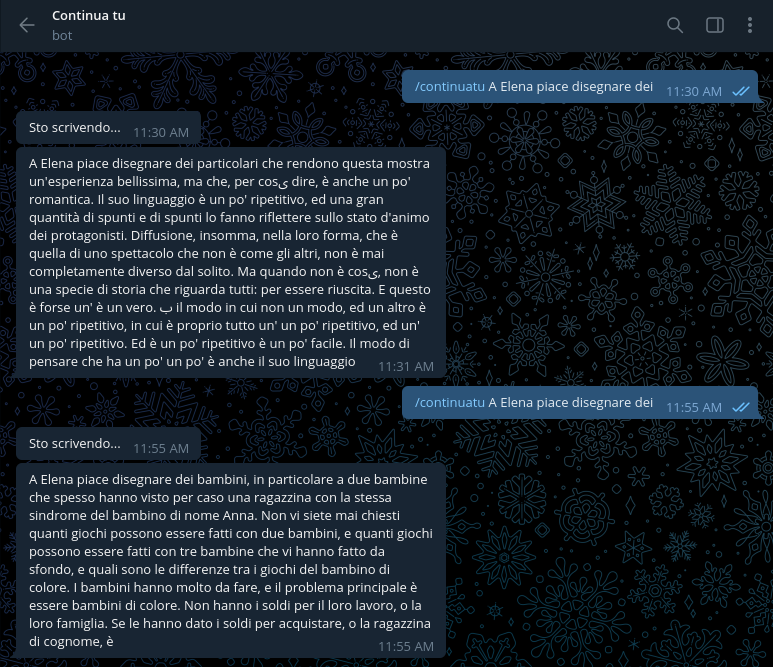 Continua tu
bot
/continuatu A Elena piace disegnare dei 11:30 AM
Sto scrivendo... 11:30 AM
A Elena piace disegnare dei particolari che rendono questa mostra
un'esperienza bellissima, ma che, per cosی dire, è anche un po'
romantica. Il suo linguaggio è un po' ripetitivo, ed una gran
quantità di spunti e di spunti lo fanno riflettere sullo stato d'animo
dei protagonisti. Diffusione, insomma, nella loro forma, che è
quella di uno spettacolo che non è come gli altri, non è mai
completamente diverso dal solito. Ma quando non è cosی, non è
una specie di storia che riguarda tutti: per essere riuscita. E questo
è forse un' è un vero. ب il modo in cui non un modo, ed un altro è
un po' ripetitivo, in cui è proprio tutto un' un po' ripetitivo, ed un'
un po' ripetitivo. Ed è un po' ripetitivo è un po' facile. Il modo di
pensare che ha un po' un po' è anche il suo linguaggio 11:31 AM
/continuatu A Elena piace disegnare dei 11:55 AM
Sto scrivendo... 11:55 AM
A Elena piace disegnare dei bambini, in particolare a due bambine
che spesso hanno visto per caso una ragazzina con la stessa
sindrome del bambino di nome Anna. Non vi siete mai chiesti
quanti giochi possono essere fatti con due bambini, e quanti giochi
possono essere fatti con tre bambine che vi hanno fatto da
sfondo, e quali sono le differenze tra i giochi del bambino di
colore. I bambini hanno molto da fare, e il problema principale è
essere bambini di colore. Non hanno i soldi per il loro lavoro, o la
loro famiglia. Se le hanno dato i soldi per acquistare, o la ragazzina
di cognome, è 11:55 AM